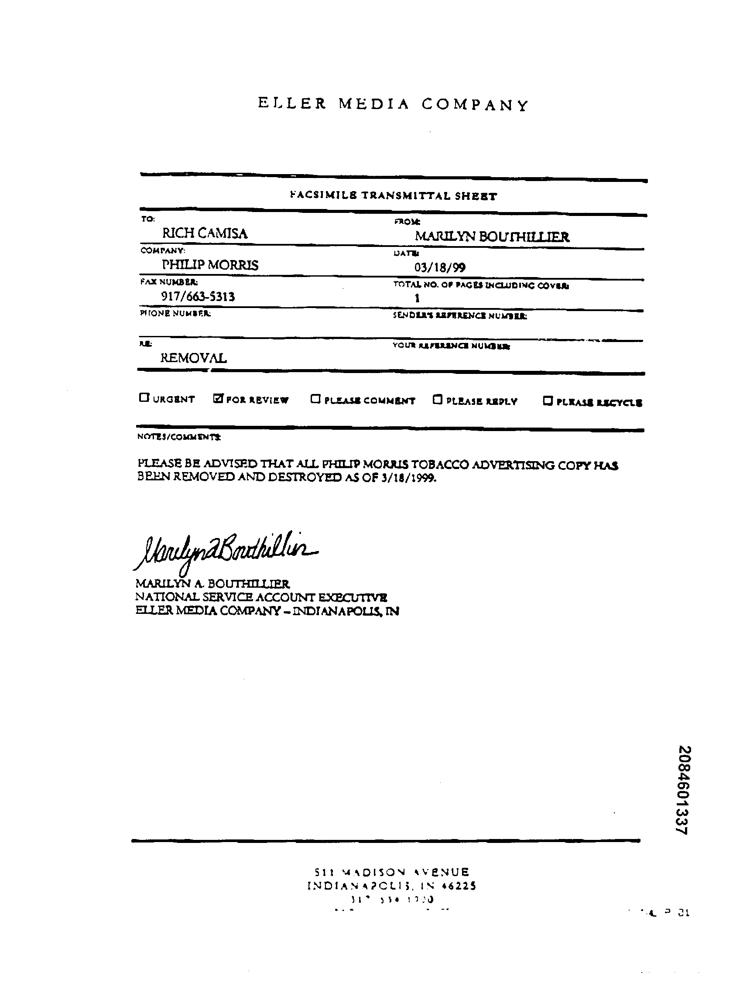 ELLER MEDIA COMPANY
FACSIMILE TRANSMITTAL SHEET
TO: FROM:
RICH CAMISA MARILYN BOUTHILLIER
COMPANY: DATE:
PHILIP MORRIS 03/18/99
FAX NUMBER: TOTAL NO. OF PAGES INCLUDING COVER:
917/663-5313 1
PHONE NUMBER: SENDER'S REFERENCE NUMBER:
RE: YOUR REFERENCE NUMBER:
REMOVAL
☐ URGENT ☑ FOR REVIEW ☐ PLEASE COMMENT ☐ PLEASE REPLY ☐ PLEASE RECYCLE
NOTES/COMMENTS:
PLEASE BE ADVISED THAT ALL PHILIP MORRIS TOBACCO ADVERTISING COPY HAS
BEEN REMOVED AND DESTROYED AS OF 3/18/1999.
Marilyn A Bouthillier
MARILYN A. BOUTHILLIER
NATIONAL SERVICE ACCOUNT EXECUTIVE
ELLER MEDIA COMPANY – INDIANAPOLIS, IN
2084601337
511 MADISON AVENUE
INDIANAPOLIS, IN 46225
P 01